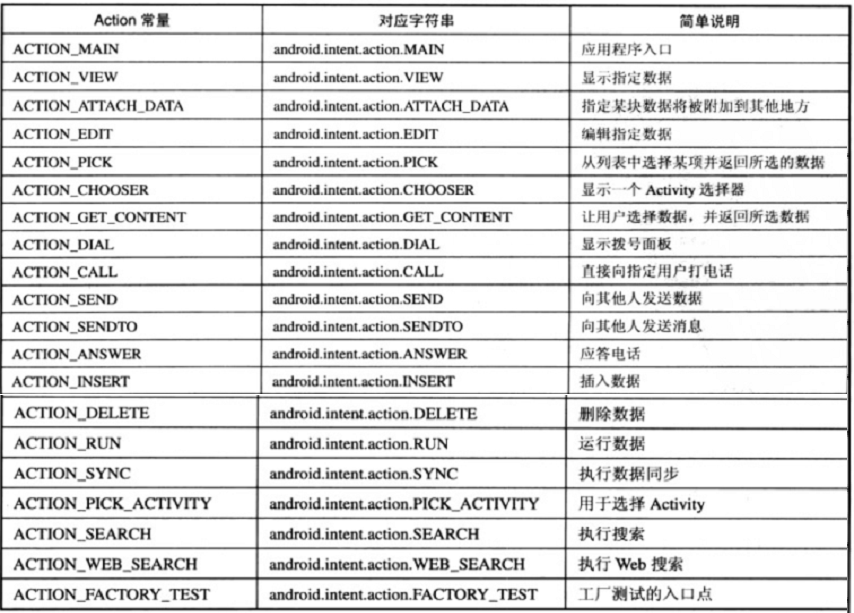 Action 常量 对应字符串 简单说明
ACTION_MAIN android.intent.action.MAIN 应用程序入口
ACTION_VIEW android.intent.action.VIEW 显示指定数据
ACTION_ATTACH_DATA android.intent.action.ATTACH_DATA 指定某块数据将被附加到其他地方
ACTION_EDIT android.intent.action.EDIT 编辑指定数据
ACTION_PICK android.intent.action.PICK 从列表中选择某项并返回所选的数据
ACTION_CHOOSER android.intent.action.CHOOSER 显示一个 Activity 选择器
ACTION_GET_CONTENT android.intent.action.GET_CONTENT 让用户选择数据，并返回所选数据
ACTION_DIAL android.intent.action.DIAL 显示拨号面板
ACTION_CALL android.intent.action.CALL 直接向指定用户打电话
ACTION_SEND android.intent.action.SEND 向其他人发送数据
ACTION_SENDTO android.intent.action.SENDTO 向其他人发送消息
ACTION_ANSWER android.intent.action.ANSWER 应答电话
ACTION_INSERT android.intent.action.INSERT 插入数据
ACTION_DELETE android.intent.action.DELETE 删除数据
ACTION_RUN android.intent.action.RUN 运行数据
ACTION_SYNC android.intent.action.SYNC 执行数据同步
ACTION_PICK_ACTIVITY android.intent.action.PICK_ACTIVITY 用于选择 Activity
ACTION_SEARCH android.intent.action.SEARCH 执行搜索
ACTION_WEB_SEARCH android.intent.action.WEB_SEARCH 执行 Web 搜索
ACTION_FACTORY_TEST android.intent.action.FACTORY_TEST 工厂测试的入口点